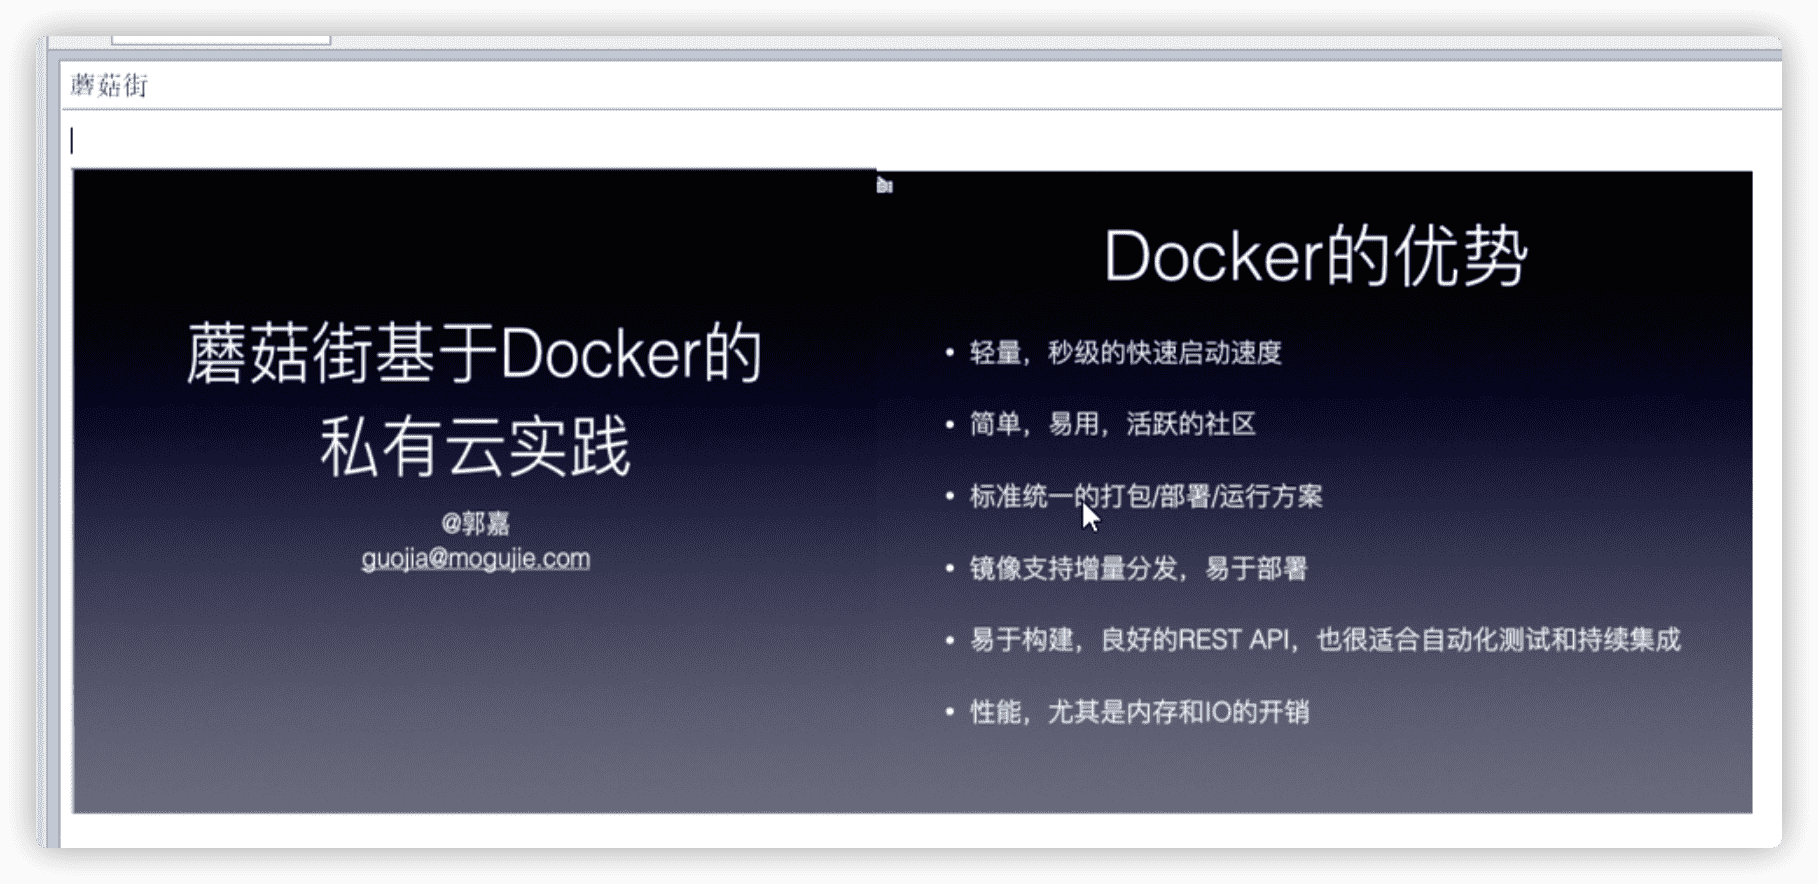 蘑菇街
蘑菇街基于Docker的
私有云实践
@郭嘉
guojia@mogujie.com
Docker的优势
• 轻量，秒级的快速启动速度
• 简单，易用，活跃的社区
• 标准统一的打包/部署/运行方案
• 镜像支持增量分发，易于部署
• 易于构建，良好的REST API，也很适合自动化测试和持续集成
• 性能，尤其是内存和IO的开销